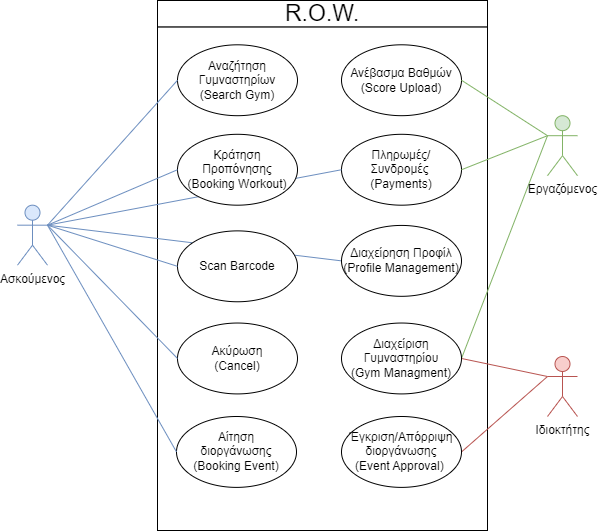 R.O.W.
Αναζήτηση
Γυμναστηρίων
(Search Gym)
Ανέβασμα Βαθμών
(Score Upload)
Κράτηση
Προπόνησης
(Booking Workout)
Πληρωμές/
Συνδρομές
(Payments)
Εργαζόμενος
Ασκούμενος
Scan Barcode
Διαχείρηση Προφίλ
(Profile Management)
Ακύρωση
(Cancel)
Διαχείριση
Γυμναστηρίου
(Gym Managment)
Ιδιοκτήτης
Αίτηση
διοργάνωσης
(Booking Event)
Έγκριση/Απόρριψη
διοργάνωσης
(Event Approval)